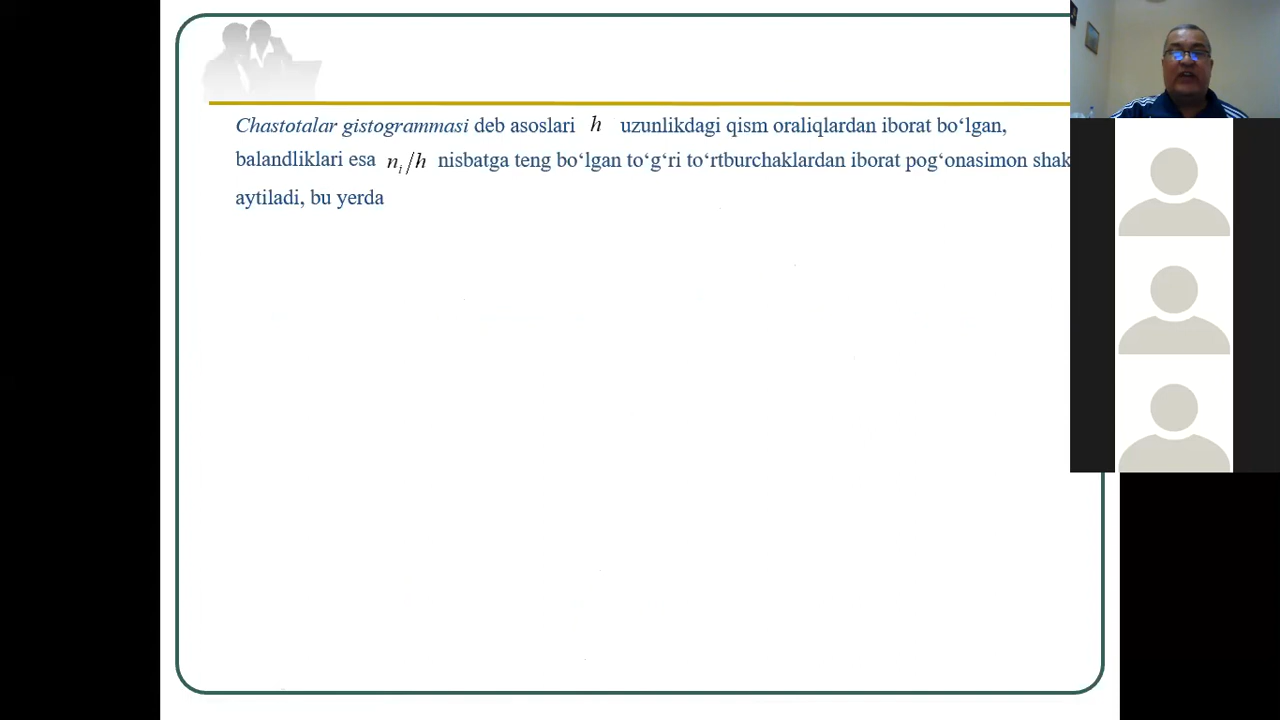 Chastotalar gistogrammasi deb asoslari h uzunlikdagi qism oraliqlardan iborat bo‘lgan,
balandliklari esa nᵢ/h nisbatga teng bo‘lgan to‘g‘ri to‘rtburchaklardan iborat pog‘onasimon shak
aytiladi, bu yerda